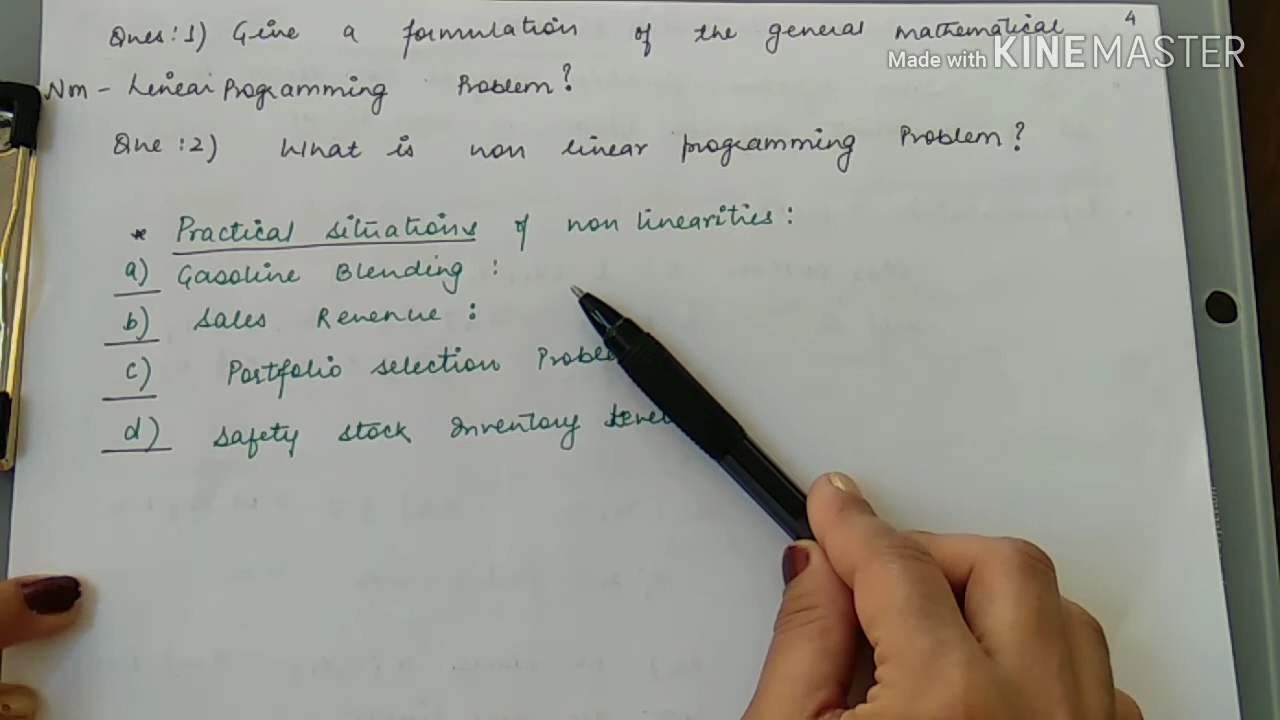 4
Ques: 1) Give a formulation of the general mathematical
Made with KINEMASTER
Non - Linear Programming Problem?
Que : 2) What is non linear programming Problem?
* Practical situations of non linearities :
a) Gasoline Blending :
b) Sales Revenue :
c) Portfolio selection Proble
d) Safety stock Inventory Level